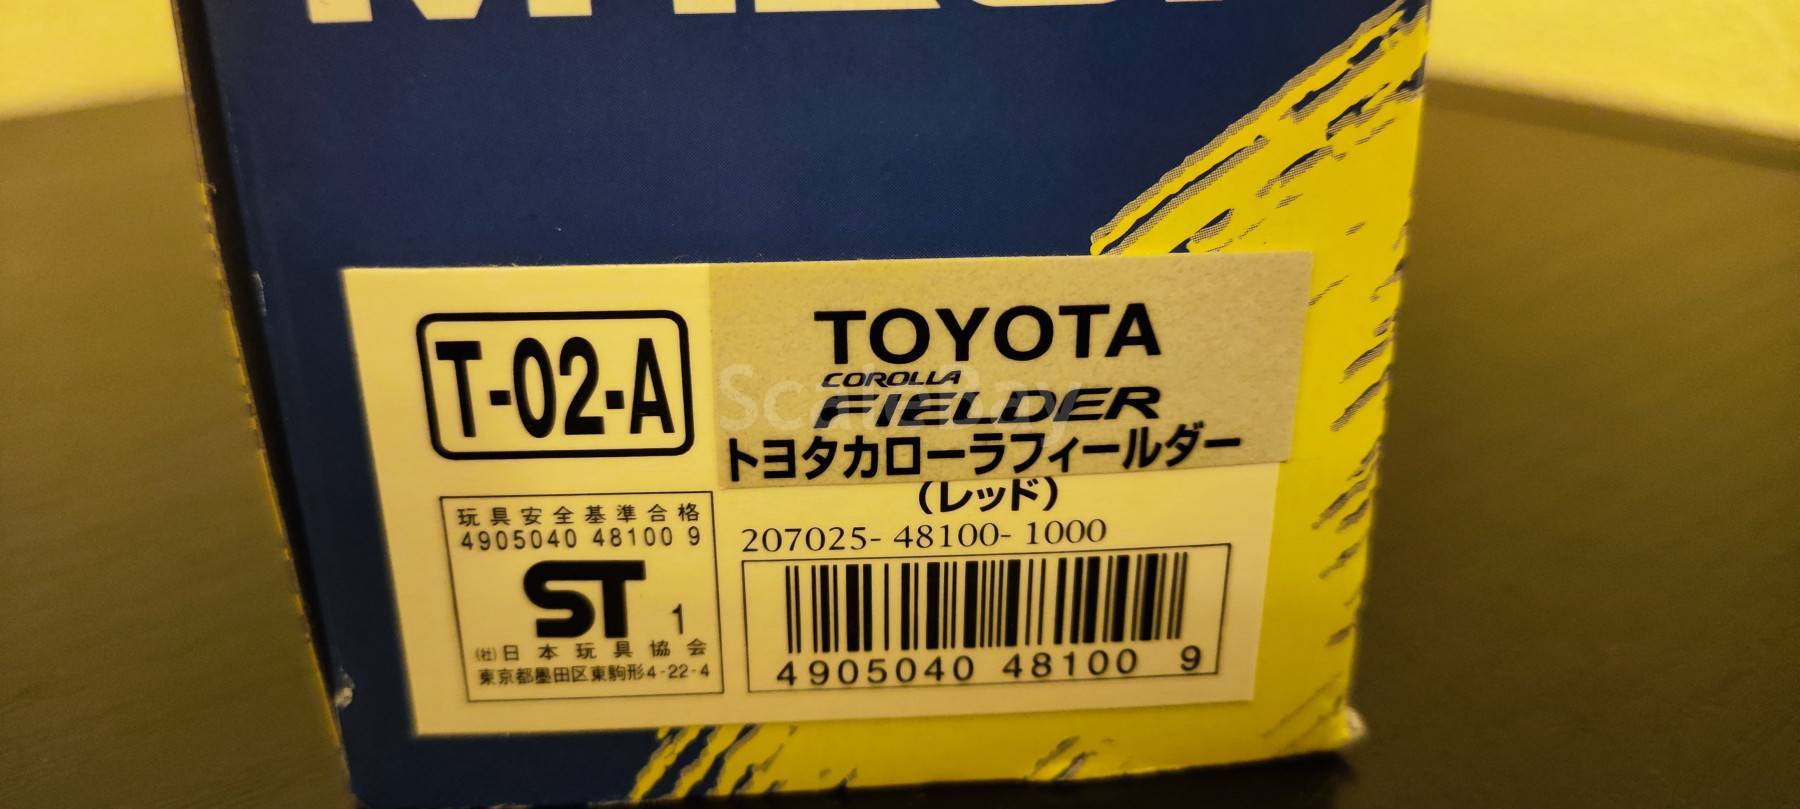 T-02-A
TOYOTA
COROLLA
FIELDER
トヨタカローラフィールダー
(レッド)
207025-48100-1000
4905040 48100 9
玩具安全基準合格
4905040 48100 9
ST 1
(社)日本玩具協会
東京都墨田区東駒形4-22-4
ScaleBay